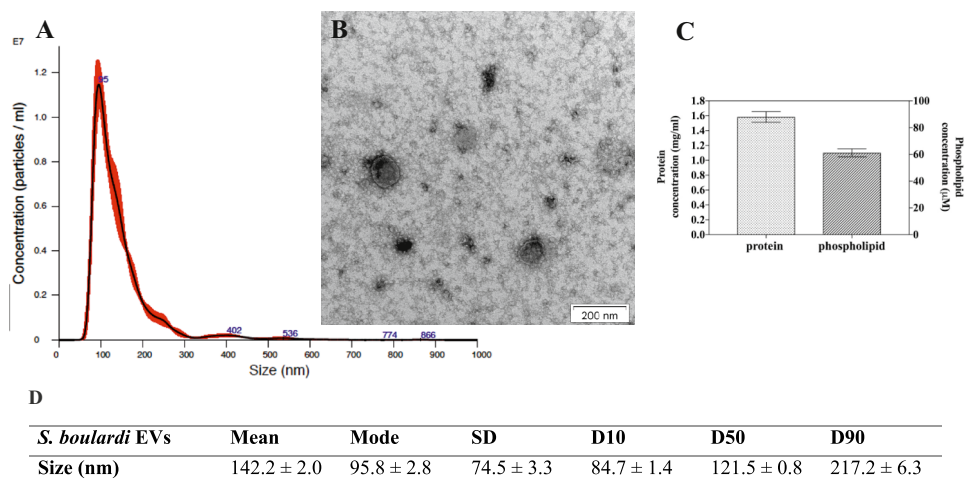 A
E7
Concentration (particles / ml)
1.2
1.0
0.8
0.6
0.4
0.2
0
95
402
536
774
866
0 100 200 300 400 500 600 700 800 900 1000
Size (nm)
B
200 nm
C
Protein
concentration (mg/ml)
1.8
1.6
1.4
1.2
1.0
0.8
0.6
0.4
0.2
0.0
100
80
60
40
20
0
Phospholipid
concentration (µM)
protein phospholipid
D
S. boulardi EVs Mean Mode SD D10 D50 D90
Size (nm) 142.2 ± 2.0 95.8 ± 2.8 74.5 ± 3.3 84.7 ± 1.4 121.5 ± 0.8 217.2 ± 6.3